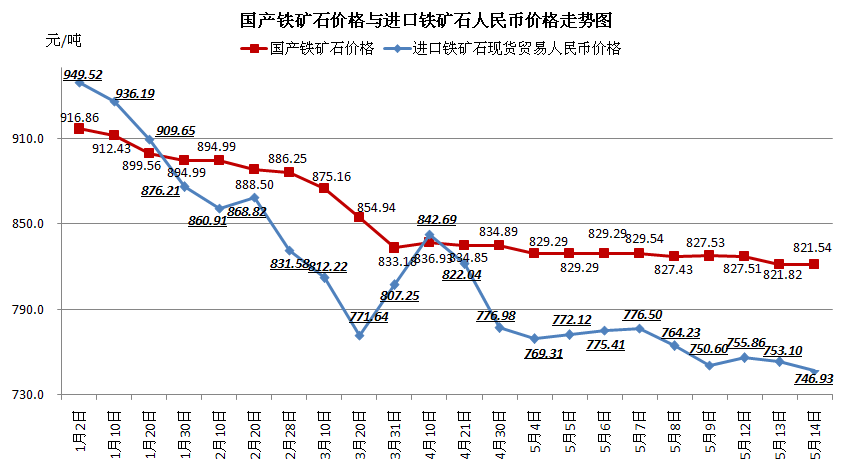 国产铁矿石价格与进口铁矿石人民币价格走势图
元/吨
国产铁矿石价格 进口铁矿石现货贸易人民币价格
949.52
936.19
916.86
909.65
910.0
912.43
899.56
894.99
894.99
886.25
876.21
888.50
875.16
860.91
868.82
854.94
850.0
842.69
834.89
829.29
829.29
829.54
827.53
821.54
831.58
812.22
833.18
836.93
834.85
829.29
827.43
827.51
821.82
822.04
807.25
790.0
771.64
776.98
772.12
776.50
764.23
769.31
775.41
750.60
755.86
753.10
746.93
730.0
1月2日
1月10日
1月20日
1月30日
2月10日
2月20日
2月28日
3月10日
3月20日
3月31日
4月10日
4月21日
4月30日
5月4日
5月5日
5月6日
5月7日
5月8日
5月9日
5月12日
5月13日
5月14日